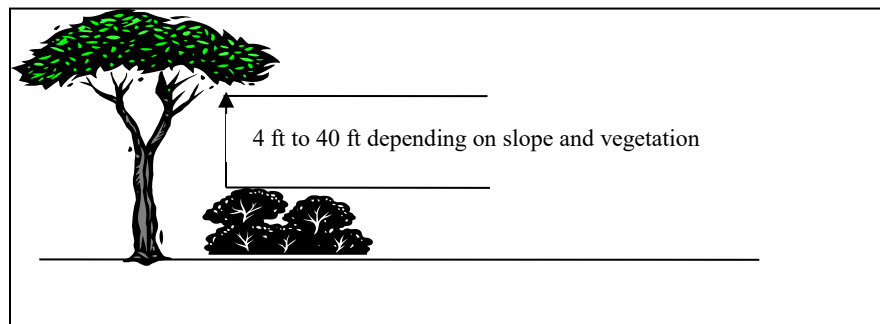 4 ft to 40 ft depending on slope and vegetation